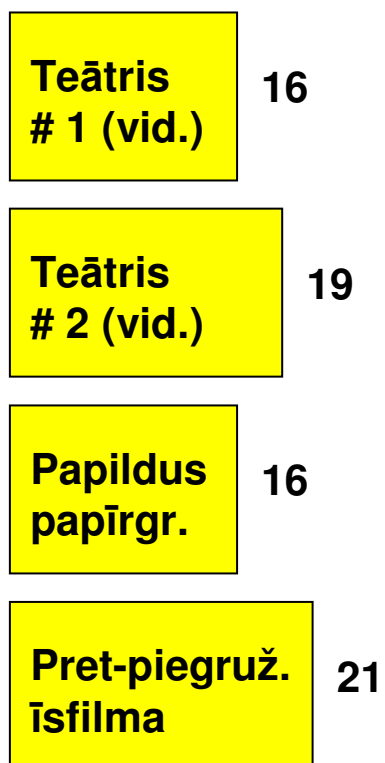 Teātris
# 1 (vid.)
16
Teātris
# 2 (vid.)
19
Papildus
papīrgr.
16
Pret-piegruž.
īsfilma
21